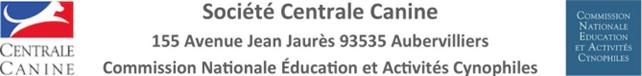 CENTRALE
CANINE
Société Centrale Canine
155 Avenue Jean Jaurès 93535 Aubervilliers
Commission Nationale Éducation et Activités Cynophiles
COMMISSION
NATIONALE
EDUCATION
ET ACTIVITÉS
CYNOPHILES